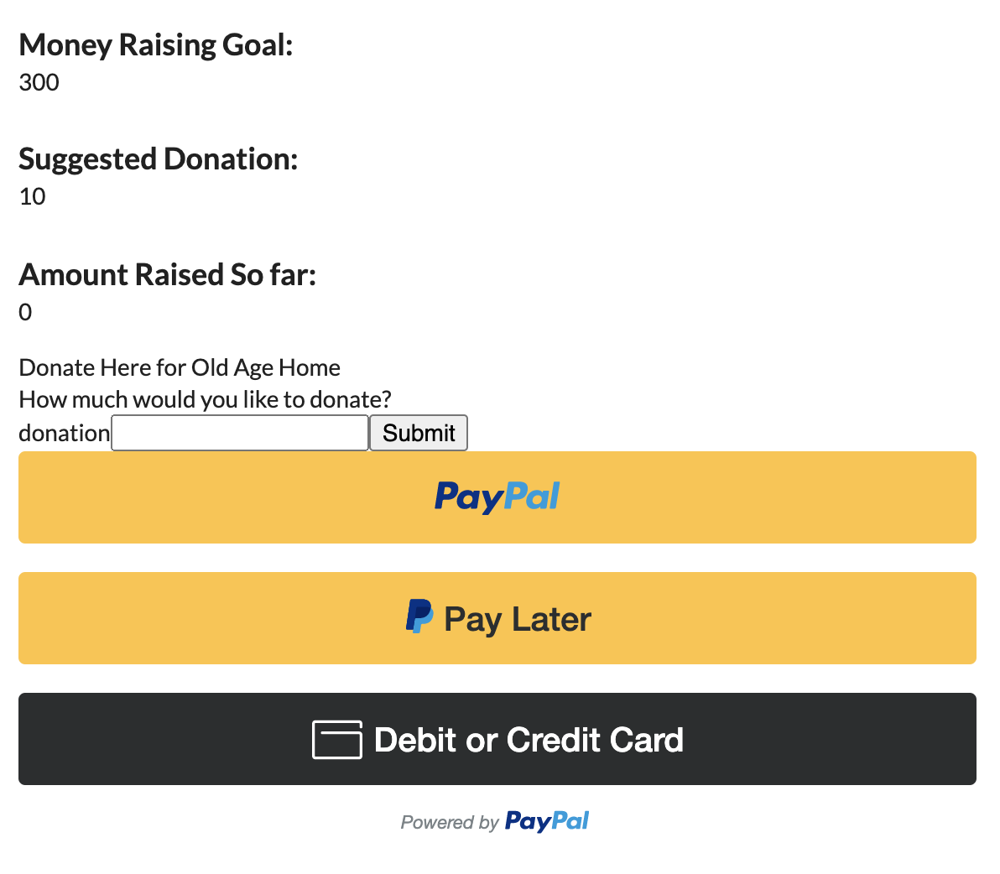 Money Raising Goal:
300
Suggested Donation:
10
Amount Raised So far:
0
Donate Here for Old Age Home
How much would you like to donate?
donation Submit
PayPal
Pay Later
Debit or Credit Card
Powered by PayPal